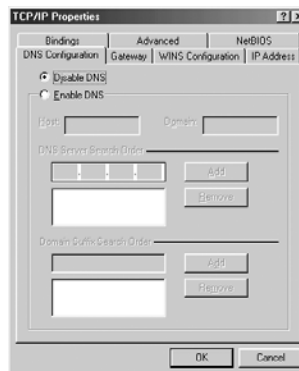 TCP/IP Properties
Bindings Advanced NetBIOS
DNS Configuration Gateway WINS Configuration IP Address
Disable DNS
Enable DNS
Host: Domain:
DNS Server Search Order
Add
Remove
Domain Suffix Search Order
Add
Remove
OK Cancel